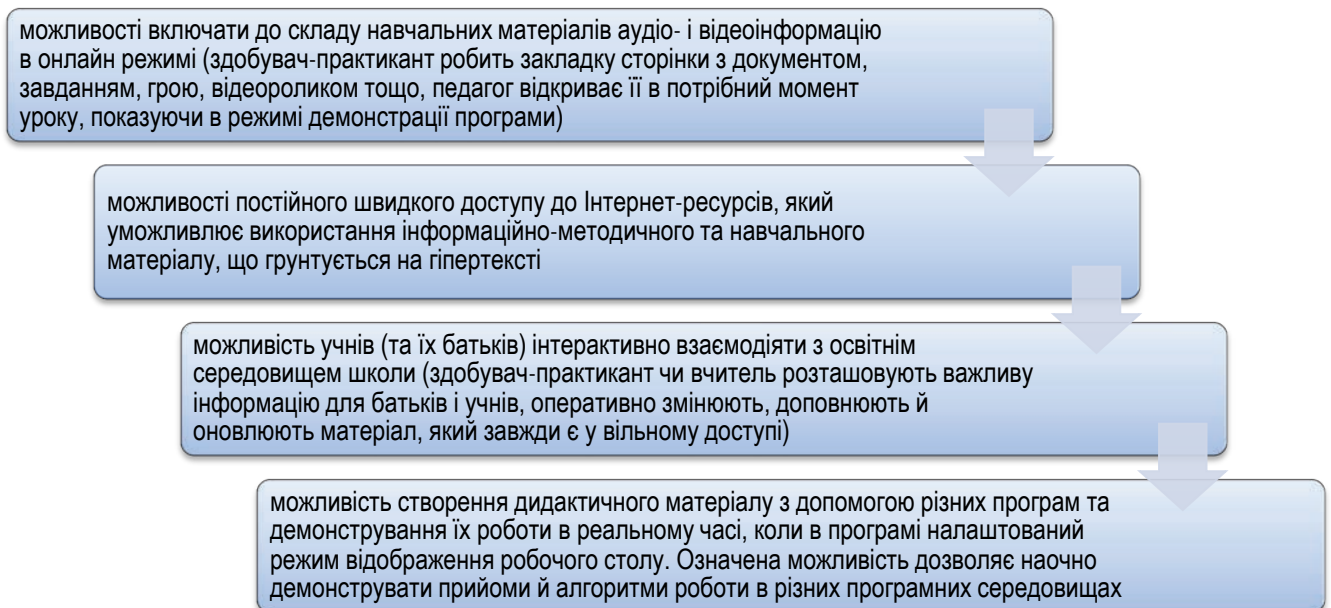 можливості включати до складу навчальних матеріалів аудіо- і відеоінформацію
в онлайн режимі (здобувач-практикант робить закладку сторінки з документом,
завданням, грою, відеороликом тощо, педагог відкриває її в потрібний момент
уроку, показуючи в режимі демонстрації програми)
можливості постійного швидкого доступу до Інтернет-ресурсів, який
уможливлює використання інформаційно-методичного та навчального
матеріалу, що грунтується на гіпертексті
можливість учнів (та їх батьків) інтерактивно взаємодіяти з освітнім
середовищем школи (здобувач-практикант чи вчитель розташовують важливу
інформацію для батьків і учнів, оперативно змінюють, доповнюють й
оновлюють матеріал, який завжди є у вільному доступі)
можливість створення дидактичного матеріалу з допомогою різних програм та
демонстрування їх роботи в реальному часі, коли в програмі налаштований
режим відображення робочого столу. Означена можливість дозволяє наочно
демонструвати прийоми й алгоритми роботи в різних програмних середовищах